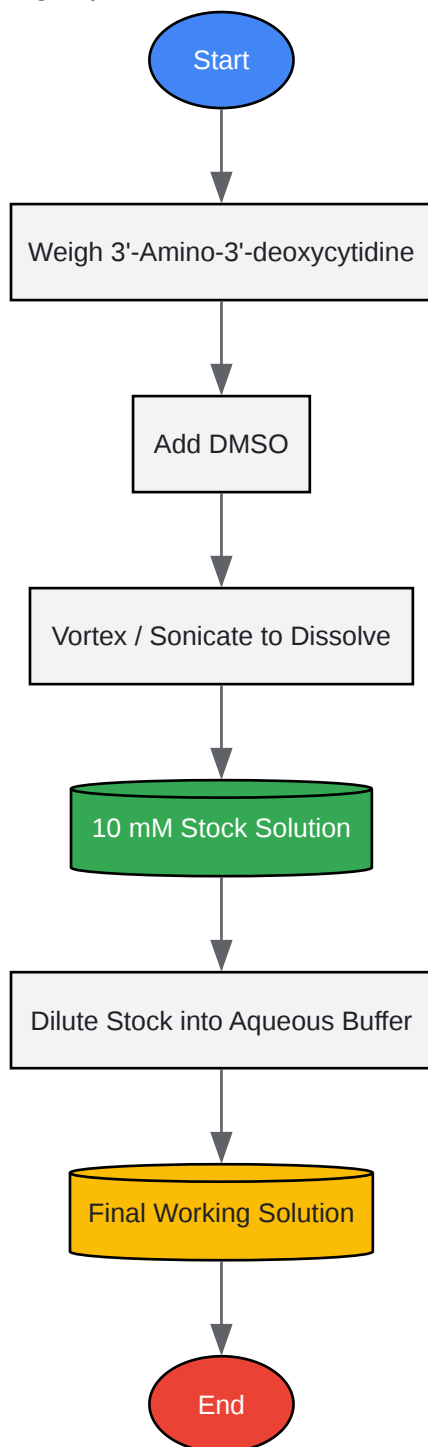 Start
Weigh 3'-Amino-3'-deoxycytidine
Add DMSO
Vortex / Sonicate to Dissolve
10 mM Stock Solution
Dilute Stock into Aqueous Buffer
Final Working Solution
End